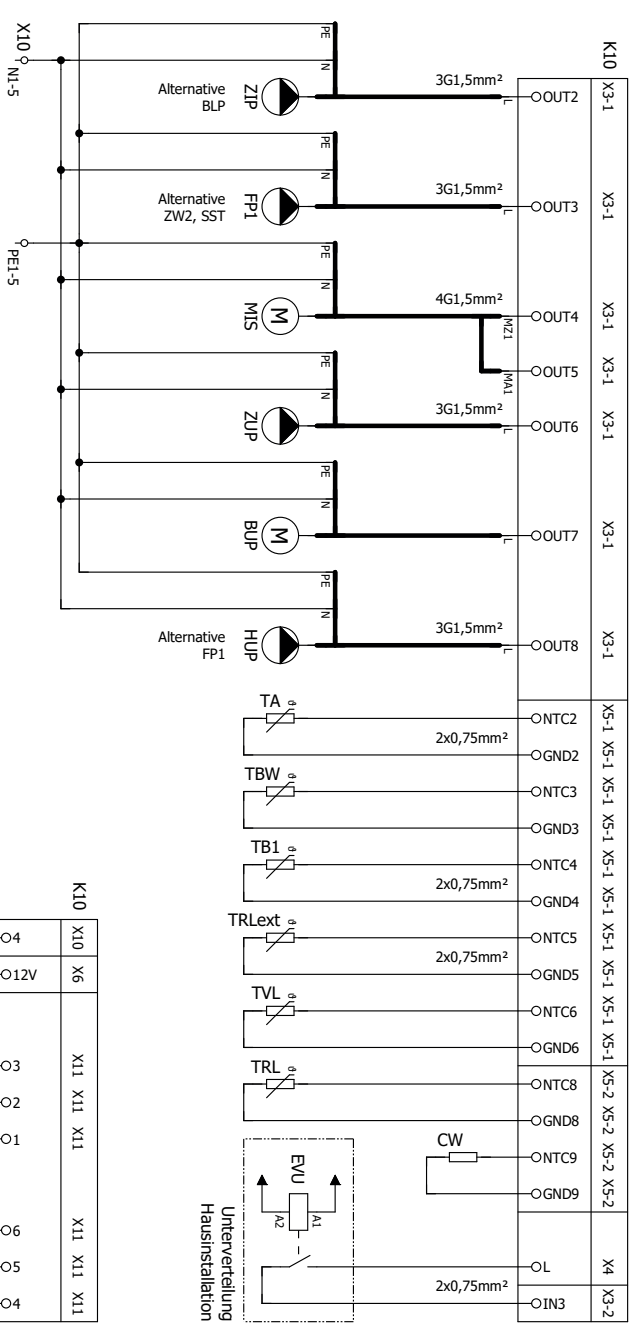 K10
X3-1
OUT2
3G1,5mm²
L
PE
N
ZIP
Alternative
BLP
X3-1
OUT3
3G1,5mm²
L
PE
N
FP1
Alternative
ZW2, SST
X3-1
OUT4
4G1,5mm²
MZ1
PE
N
M
MIS
X3-1
OUT5
MA1
X3-1
OUT6
3G1,5mm²
L
PE
N
ZUP
X3-1
OUT7
L
PE
N
M
BUP
X3-1
OUT8
3G1,5mm²
L
PE
N
HUP
Alternative
FP1
X10
N1-5
PE1-5
X5-1
NTC2
TA
ϑ
2x0,75mm²
X5-1
GND2
X5-1
NTC3
TBW
ϑ
X5-1
GND3
X5-1
NTC4
TB1
ϑ
2x0,75mm²
X5-1
GND4
X5-1
NTC5
TRLext
ϑ
2x0,75mm²
X5-1
GND5
X5-1
NTC6
TVL
ϑ
X5-1
GND6
X5-2
NTC8
TRL
ϑ
X5-2
GND8
X5-2
NTC9
CW
X5-2
GND9
X4
L
2x0,75mm²
X3-2
IN3
EVU
A1
A2
Unterverteilung
Hausinstallation
K10
X10
4
X6
12V
X11
3
X11
2
X11
1
X11
6
X11
5
X11
4